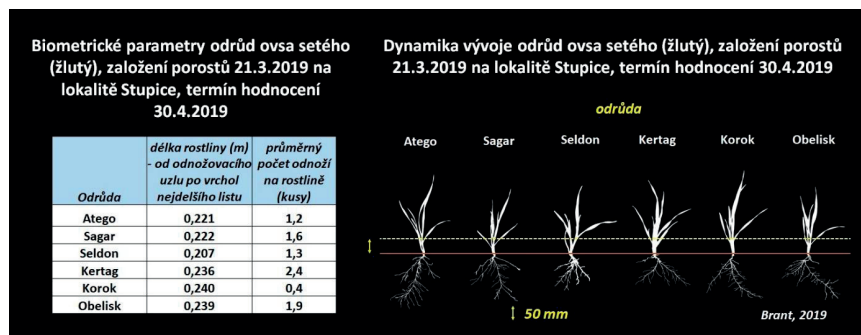 Biometrické parametry odrůd ovsa setého
(žlutý), založení porostů 21.3.2019 na
lokalitě Stupice, termín hodnocení
30.4.2019
Odrůda
délka rostliny (m)
- od odnožovacího
uzlu po vrchol
nejdelšího listu
průměrný
počet odnoží
na rostlině
(kusy)
Atego 0,221 1,2
Sagar 0,222 1,6
Seldon 0,207 1,3
Kertag 0,236 2,4
Korok 0,240 0,4
Obelisk 0,239 1,9
Dynamika vývoje odrůd ovsa setého (žlutý), založení porostů
21.3.2019 na lokalitě Stupice, termín hodnocení 30.4.2019
odrůda
Atego Sagar Seldon Kertag Korok Obelisk
50 mm
Brant, 2019